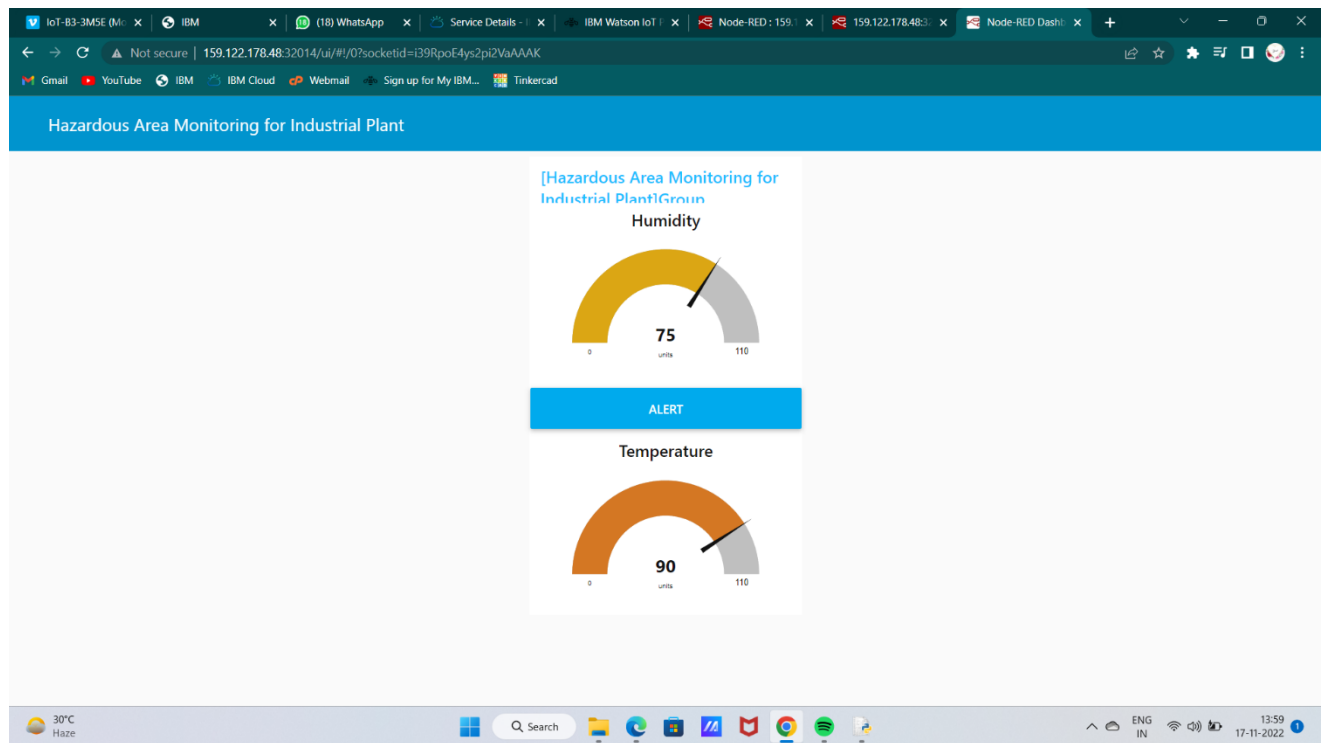 IoT-B3-3M5E (Mo
IBM
(18) WhatsApp
Service Details - I
IBM Watson IoT P
Node-RED : 159.1
159.122.178.48:3
Node-RED Dashb
Not secure
159.122.178.48:32014/ui/#!/0?socketid=i39RpoE4ys2pi2VaAAAK
Gmail YouTube IBM IBM Cloud Webmail Sign up for My IBM... Tinkercad
Hazardous Area Monitoring for Industrial Plant
[Hazardous Area Monitoring for
Industrial Plant]Group
Humidity
75
units
0
110
ALERT
Temperature
90
units
0
110
30°C
Haze
Search
ENG
IN
13:59
17-11-2022
1